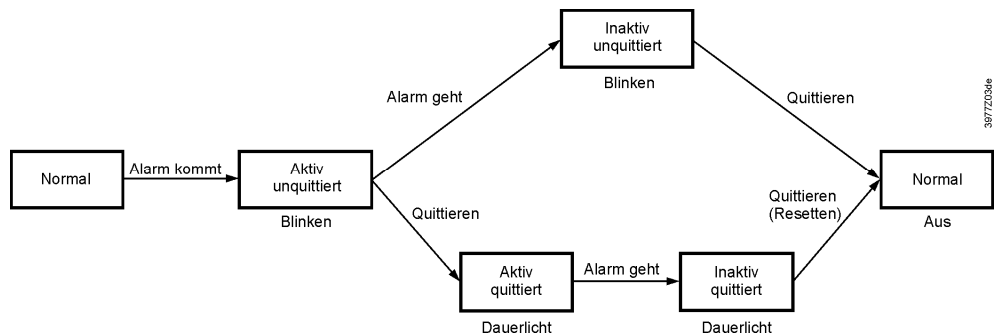 Inaktiv
unquittiert
Blinken
Alarm geht
Quittieren
3977Z03de
Normal
Alarm kommt
Aktiv
unquittiert
Blinken
Quittieren
Quittieren
(Resetten)
Normal
Aus
Aktiv
quittiert
Dauerlicht
Alarm geht
Inaktiv
quittiert
Dauerlicht